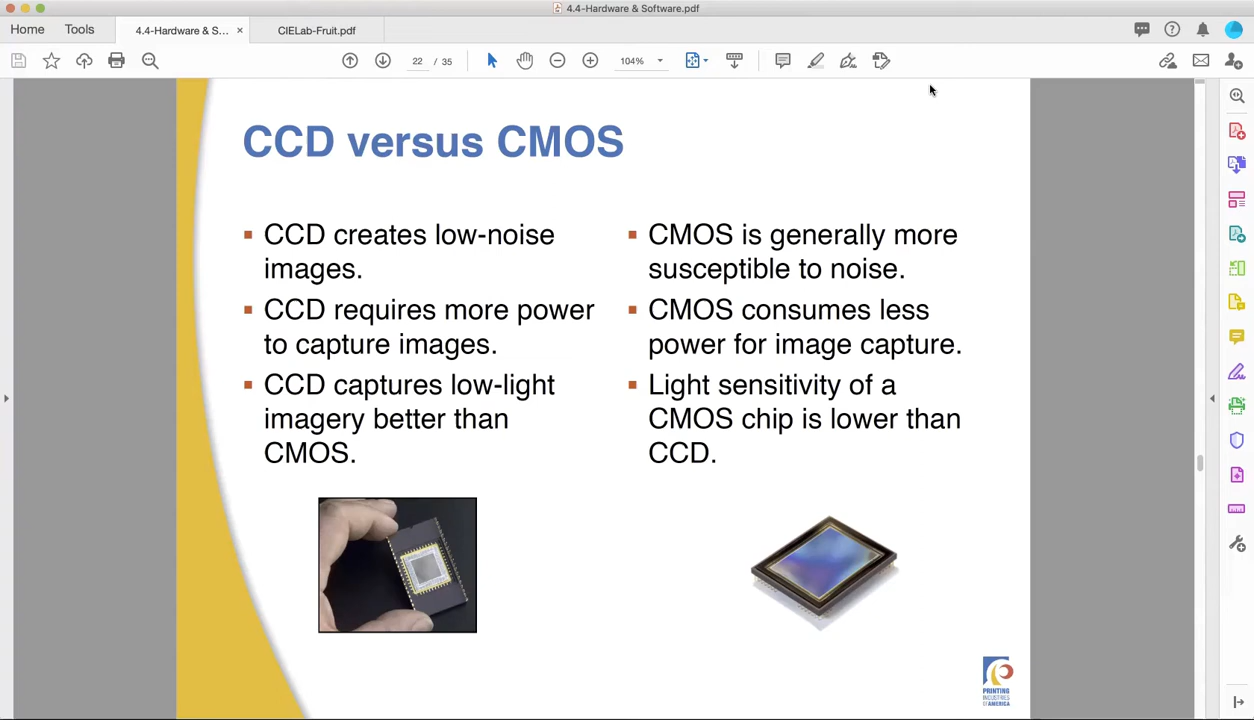 4.4-Hardware & Software.pdf
Home
Tools
4.4-Hardware & S...
CIELab-Fruit.pdf
22 / 35
104%
CCD versus CMOS
CCD creates low-noise
images.
CCD requires more power
to capture images.
CCD captures low-light
imagery better than
CMOS.
CMOS is generally more
susceptible to noise.
CMOS consumes less
power for image capture.
Light sensitivity of a
CMOS chip is lower than
CCD.
PRINTING
INDUSTRIES
OF AMERICA